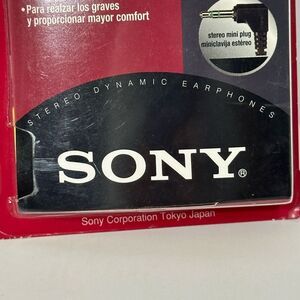 •Para realzar los graves
y proporcionar mayor comfort
stereo mini plug
miniclavija estéreo
STEREO DYNAMIC EARPHONES
SONY®
Sony Corporation Tokyo Japan